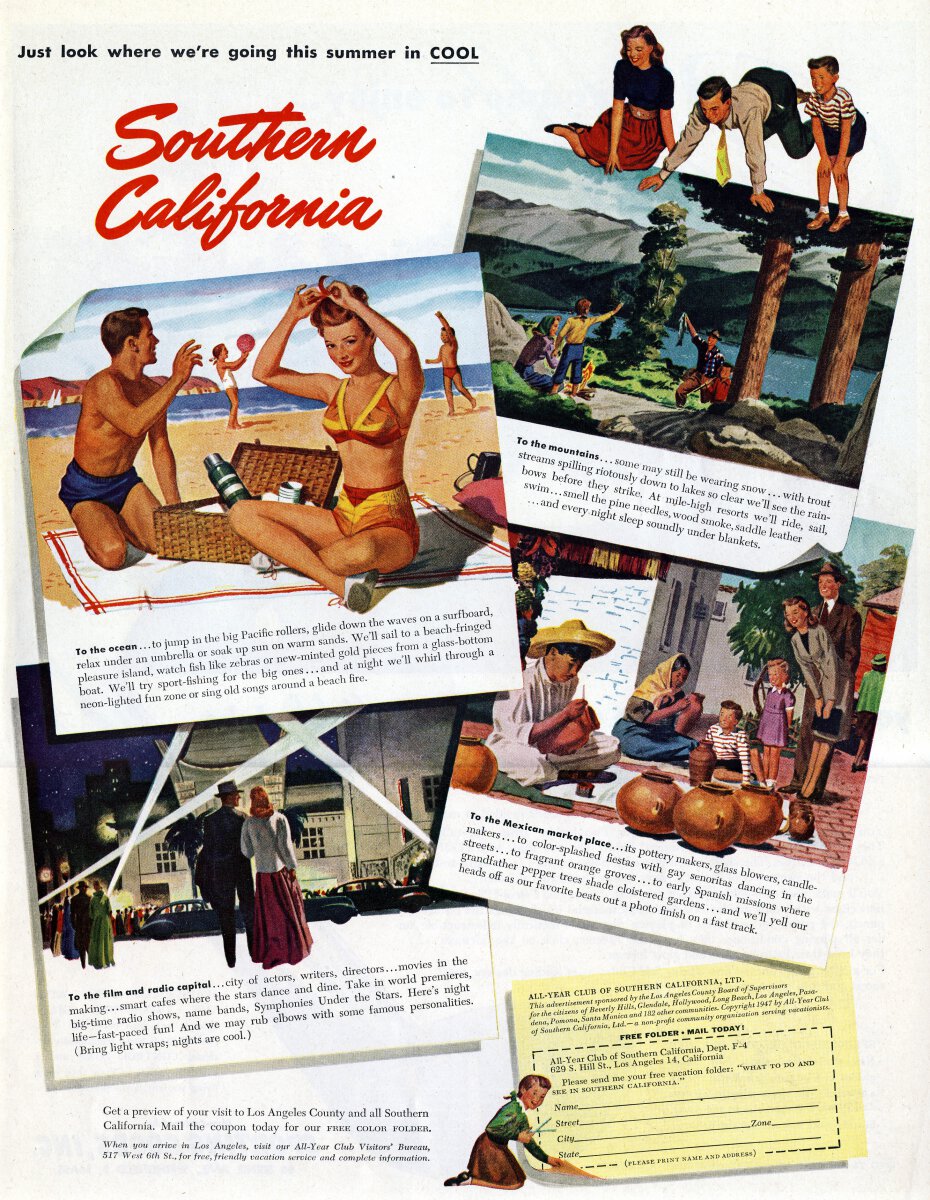 Just look where we're going this summer in COOL
Southern
California
To the mountains...some may still be wearing snow...with trout
streams spilling riotously down to lakes so clear we'll see the rain-
bows before they strike. At mile-high resorts we'll ride, sail,
swim...smell the pine needles, wood smoke, saddle leather
...and every night sleep soundly under blankets.
To the ocean...to jump in the big Pacific rollers, glide down the waves on a surfboard,
relax under an umbrella or soak up sun on warm sands. We'll sail to a beach-fringed
pleasure island, watch fish like zebras or new-minted gold pieces from a glass-bottom
boat. We'll try sport-fishing for the big ones...and at night we'll whirl through a
neon-lighted fun zone or sing old songs around a beach fire.
To the Mexican market place...its pottery makers, glass blowers, candle-
makers...to color-splashed fiestas with gay senoritas dancing in the
streets...to fragrant orange groves...to early Spanish missions where
grandfather pepper trees shade cloistered gardens...and we'll yell our
heads off as our favorite beats out a photo finish on a fast track.
To the film and radio capital...city of actors, writers, directors...movies in the
making...smart cafes where the stars dance and dine. Take in world premieres,
big-time radio shows, name bands, Symphonies Under the Stars. Here's night
life—fast-paced fun! And we may rub elbows with some famous personalities.
(Bring light wraps; nights are cool.)
ALL-YEAR CLUB OF SOUTHERN CALIFORNIA, LTD.
This advertisement sponsored by the Los Angeles County Board of Supervisors
for the citizens of Beverly Hills, Glendale, Hollywood, Long Beach, Los Angeles, Pasa-
dena, Pomona, Santa Monica and 182 other communities. Copyright 1947 by All-Year Club
of Southern California, Ltd.—a non-profit community organization serving vacationists.
FREE FOLDER • MAIL TODAY!
All-Year Club of Southern California, Dept. F-4
629 S. Hill St., Los Angeles 14, California
Please send me your free vacation folder: "WHAT TO DO AND
SEE IN SOUTHERN CALIFORNIA."
Name
Street Zone
City
State
(PLEASE PRINT NAME AND ADDRESS)
Get a preview of your visit to Los Angeles County and all Southern
California. Mail the coupon today for our FREE COLOR FOLDER.
When you arrive in Los Angeles, visit our All-Year Club Visitors' Bureau,
517 West 6th St., for free, friendly vacation service and complete information.